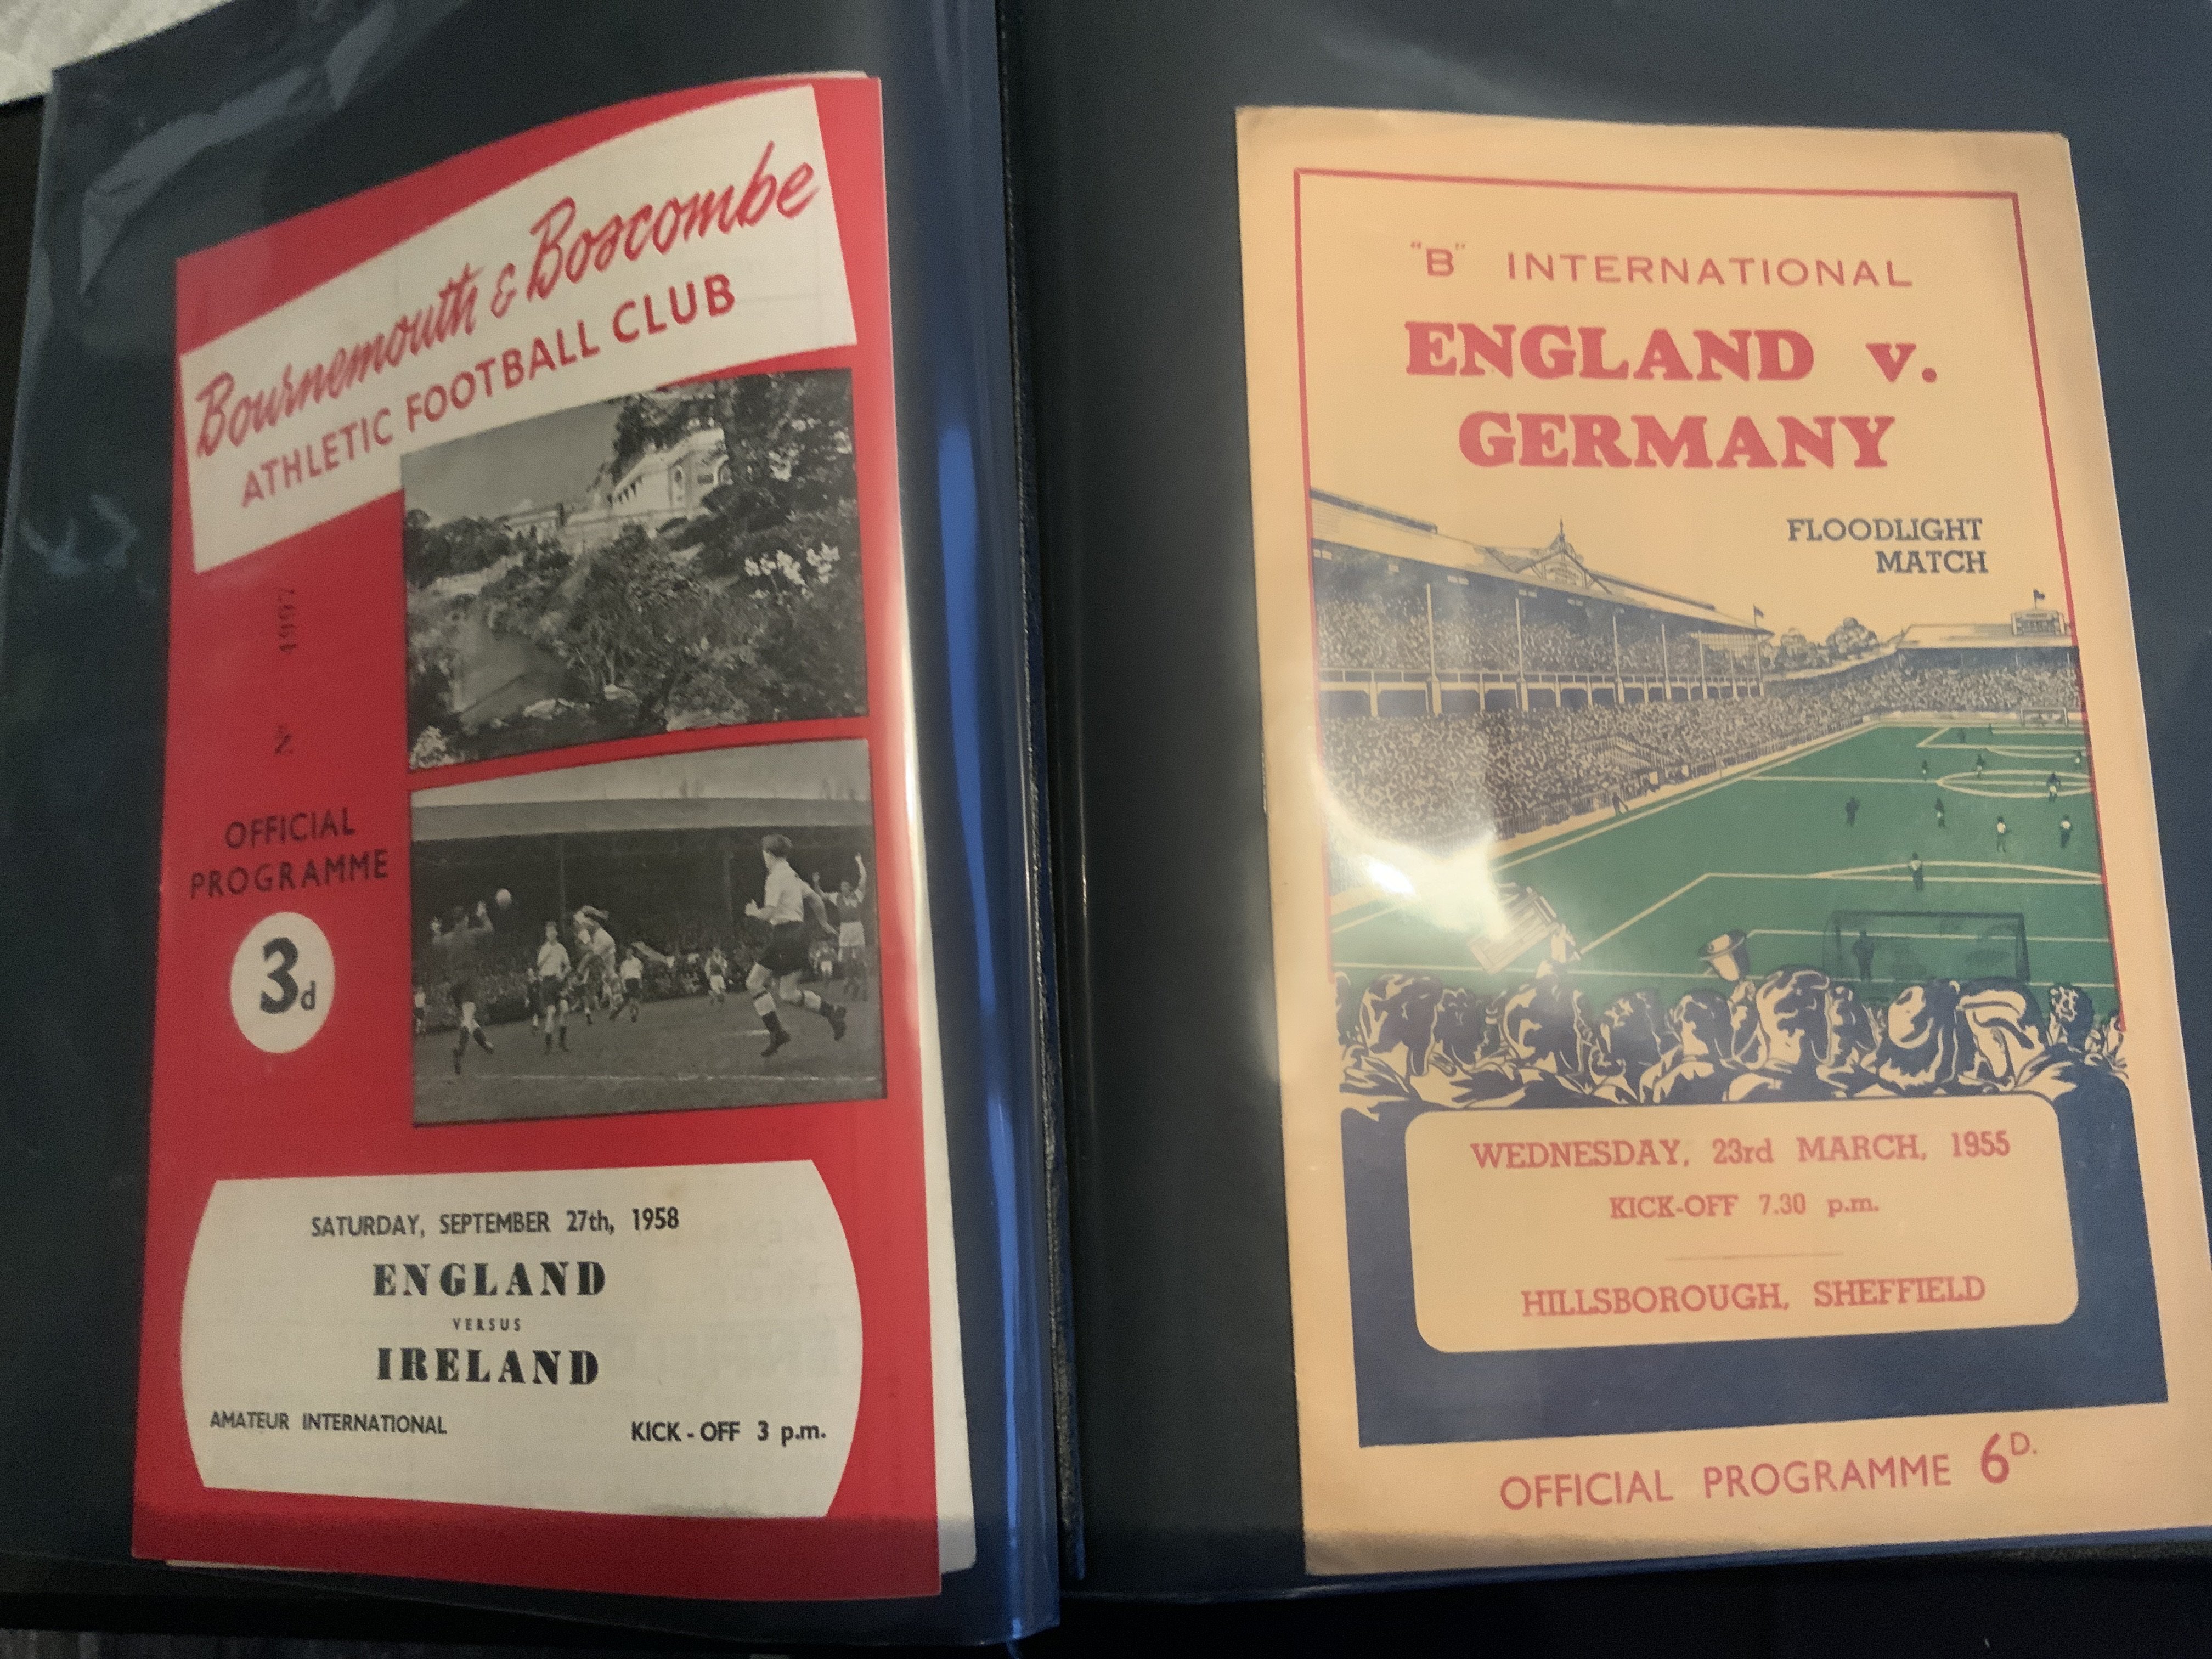 Bournemouth & Boscombe
ATHLETIC FOOTBALL CLUB
Nº 4997
OFFICIAL
PROGRAMME
3d
SATURDAY, SEPTEMBER 27th, 1958
ENGLAND
VERSUS
IRELAND
AMATEUR INTERNATIONAL KICK-OFF 3 p.m.
"B" INTERNATIONAL
ENGLAND v.
GERMANY
FLOODLIGHT
MATCH
WEDNESDAY, 23rd MARCH, 1955
KICK-OFF 7.30 p.m.
HILLSBOROUGH, SHEFFIELD
OFFICIAL PROGRAMME 6D.